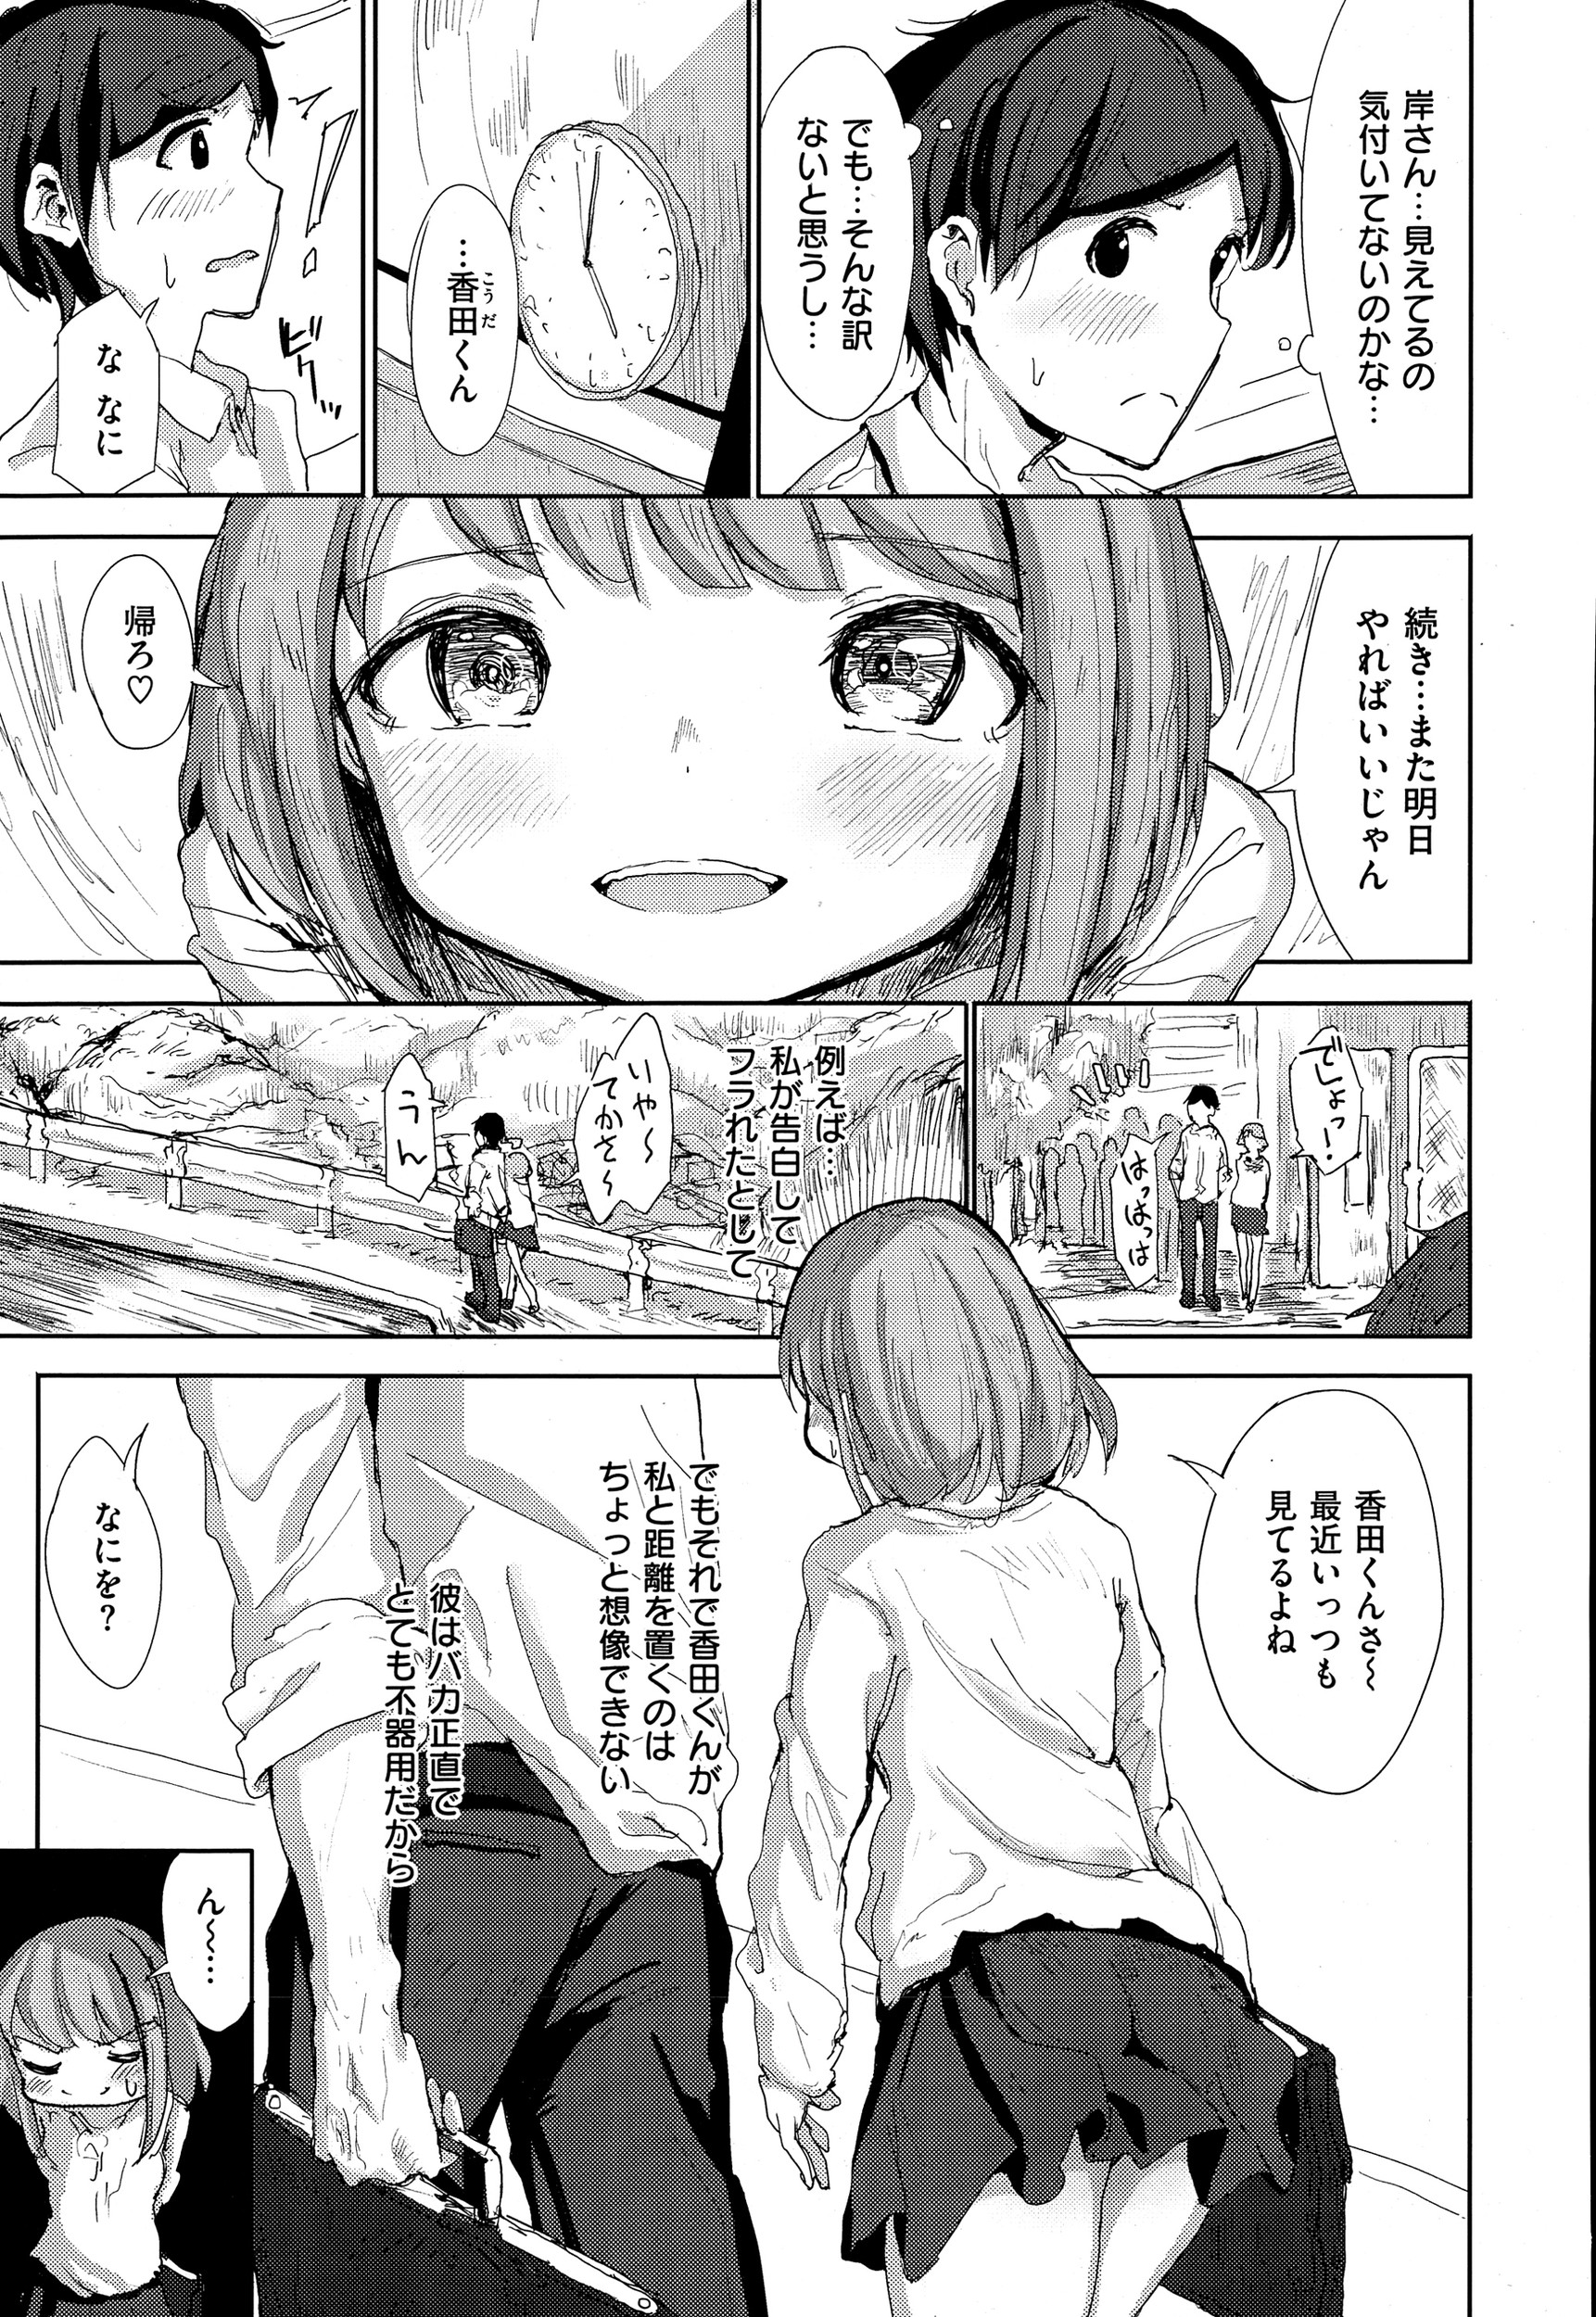 岸さん…見えてるの
気付いてないのかな…
でも…そんな訳
ないと思うし…
…香田くん
こうだ
ビクッ
な なに
続き…また明日
やればいいじゃん
帰ろ♡
でしょっ!
はっはっは
例えば…
私が告白して
フラれたとして
いや～
てかさ～
うん
香田くんさ～
最近いっつも
見てるよね
でもそれで香田くんが
私と距離を置くのは
ちょっと想像できない
彼はバカ正直で
とても不器用だから
なにを?
ん～…